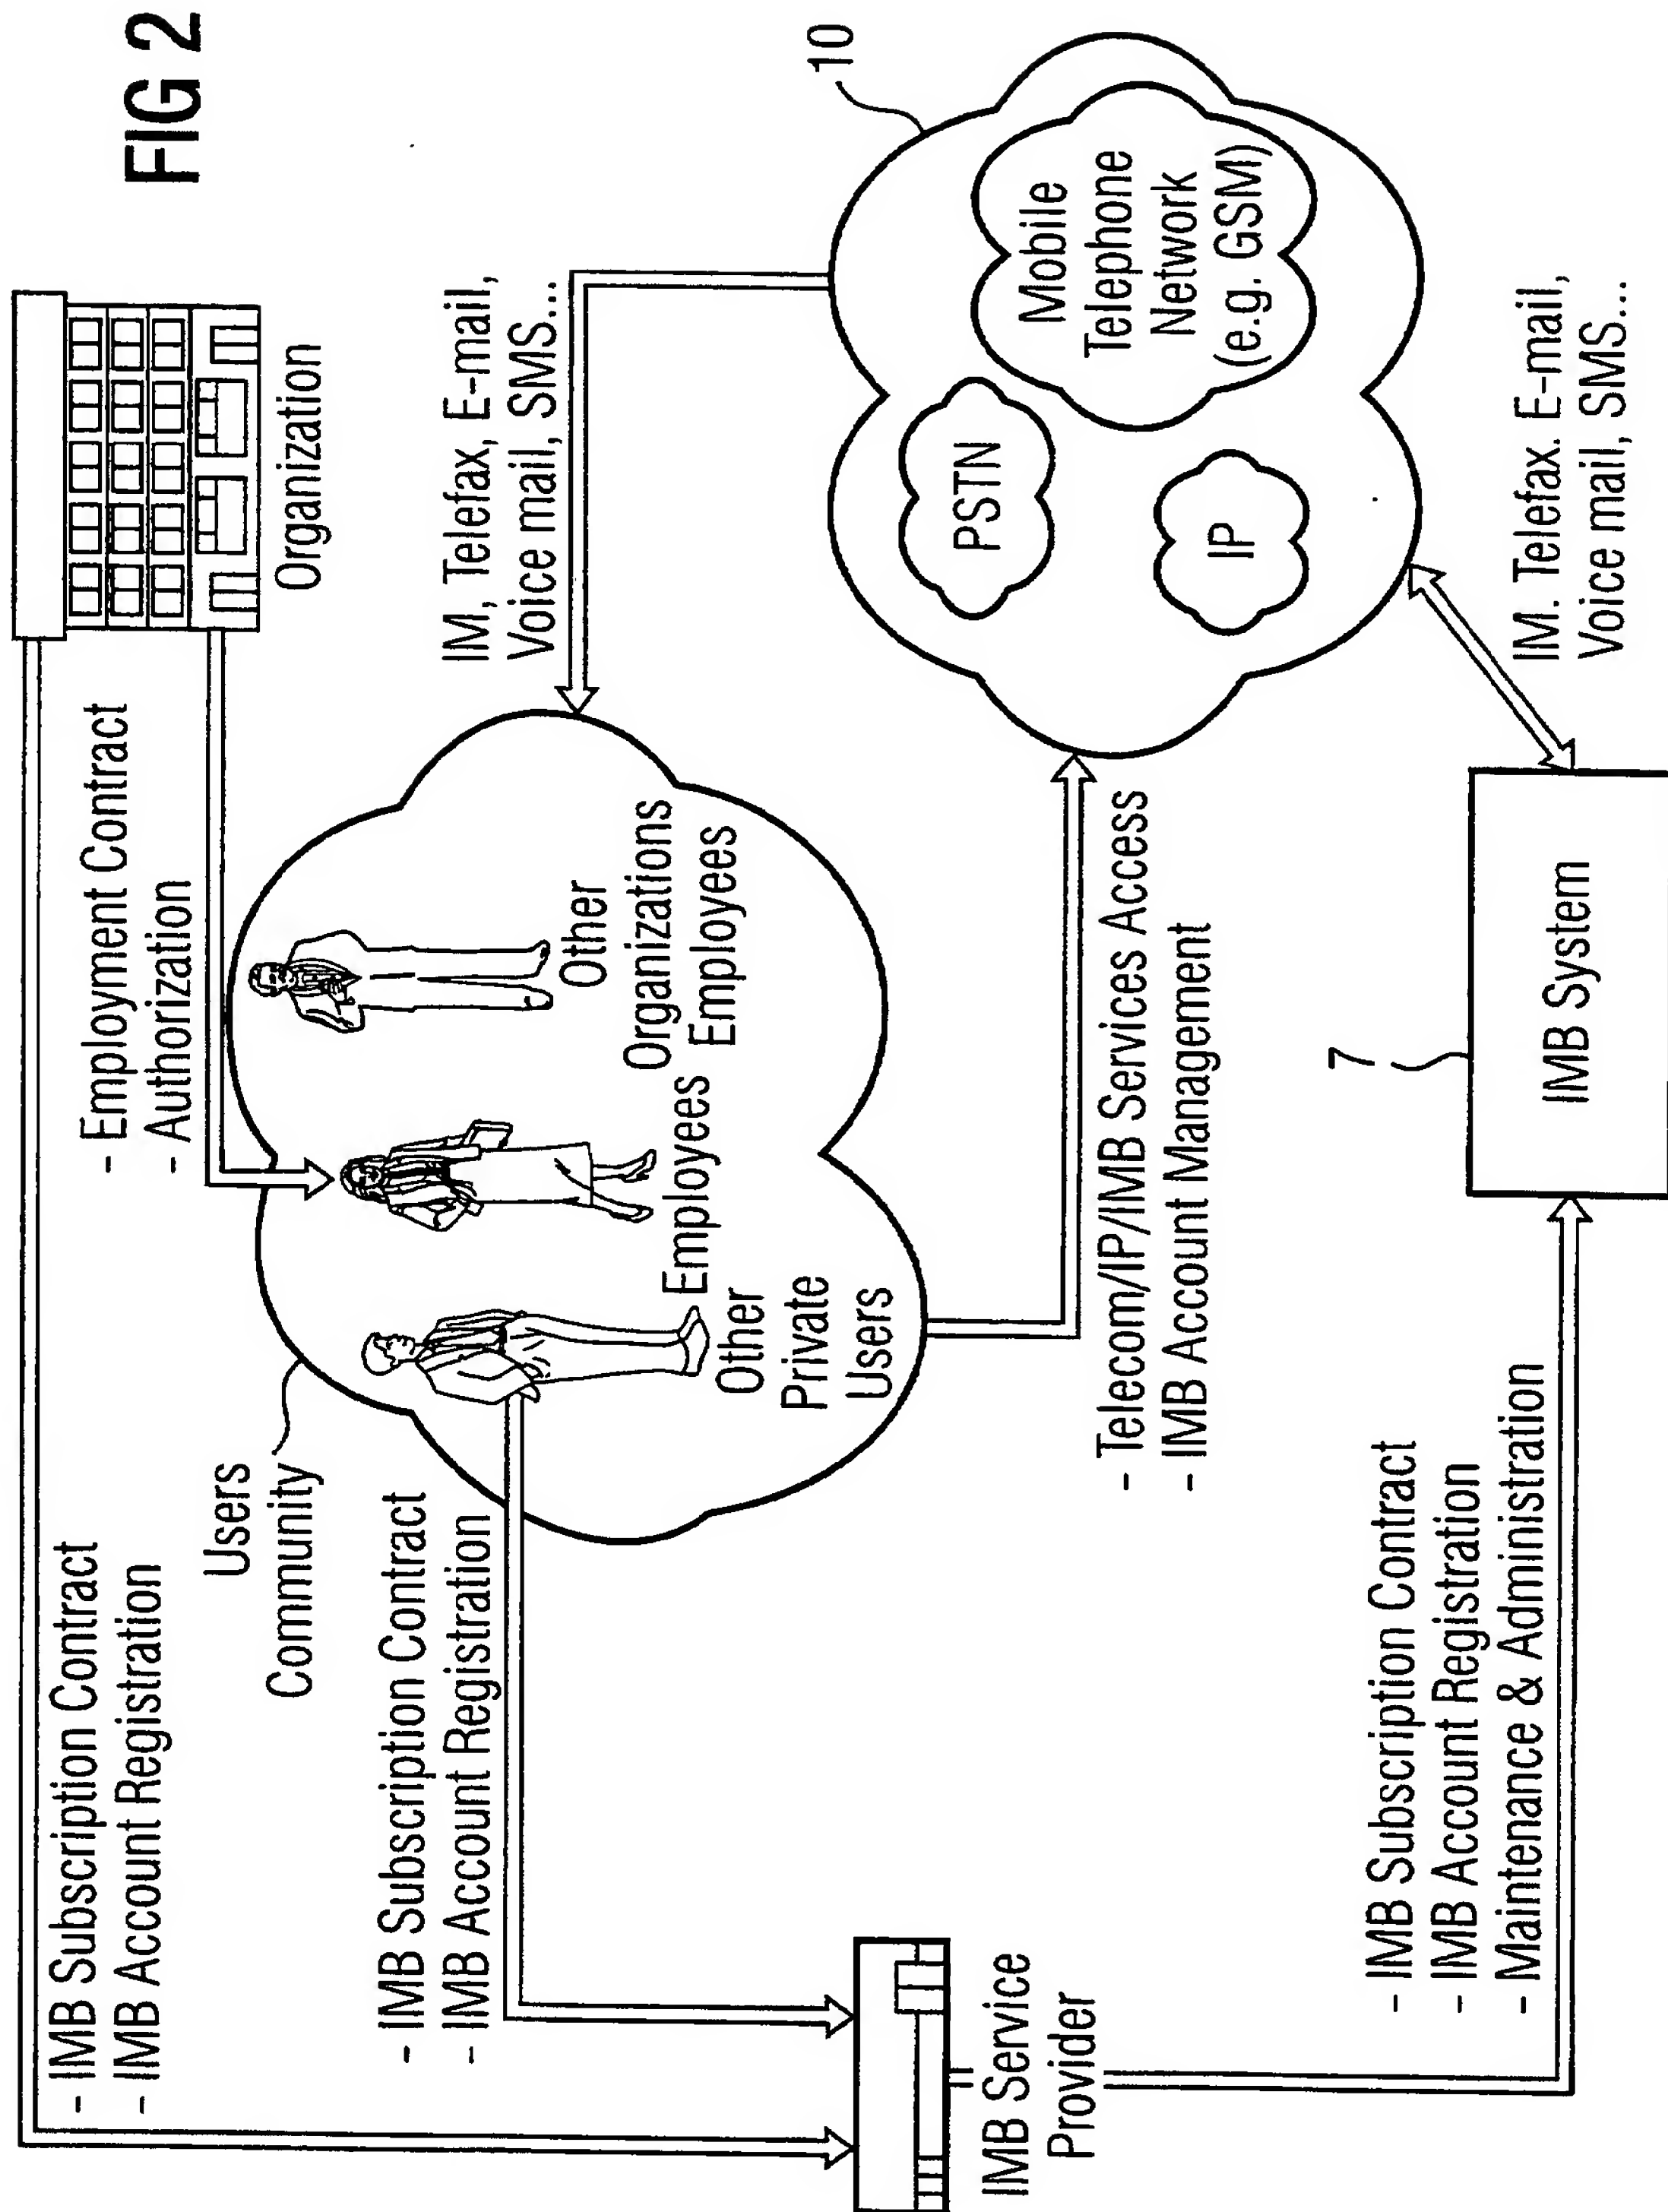 FIG 2
- IMB Subscription Contract
- IMB Account Registration
- Employment Contract
- Authorization
Organization
Users
Community
- IMB Subscription Contract
- IMB Account Registration
Other
Private
Users
Employees
Other
Organizations
Employees
IM, Telefax, E-mail,
Voice mail, SMS...
10
PSTN
IP
Mobile
Telephone
Network
(e.g. GSM)
- Telecom/IP/IMB Services Access
- IMB Account Management
IMB Service
Provider
- IMB Subscription Contract
- IMB Account Registration
- Maintenance & Administration
7
IMB System
IM. Telefax. E-mail,
Voice mail, SMS...